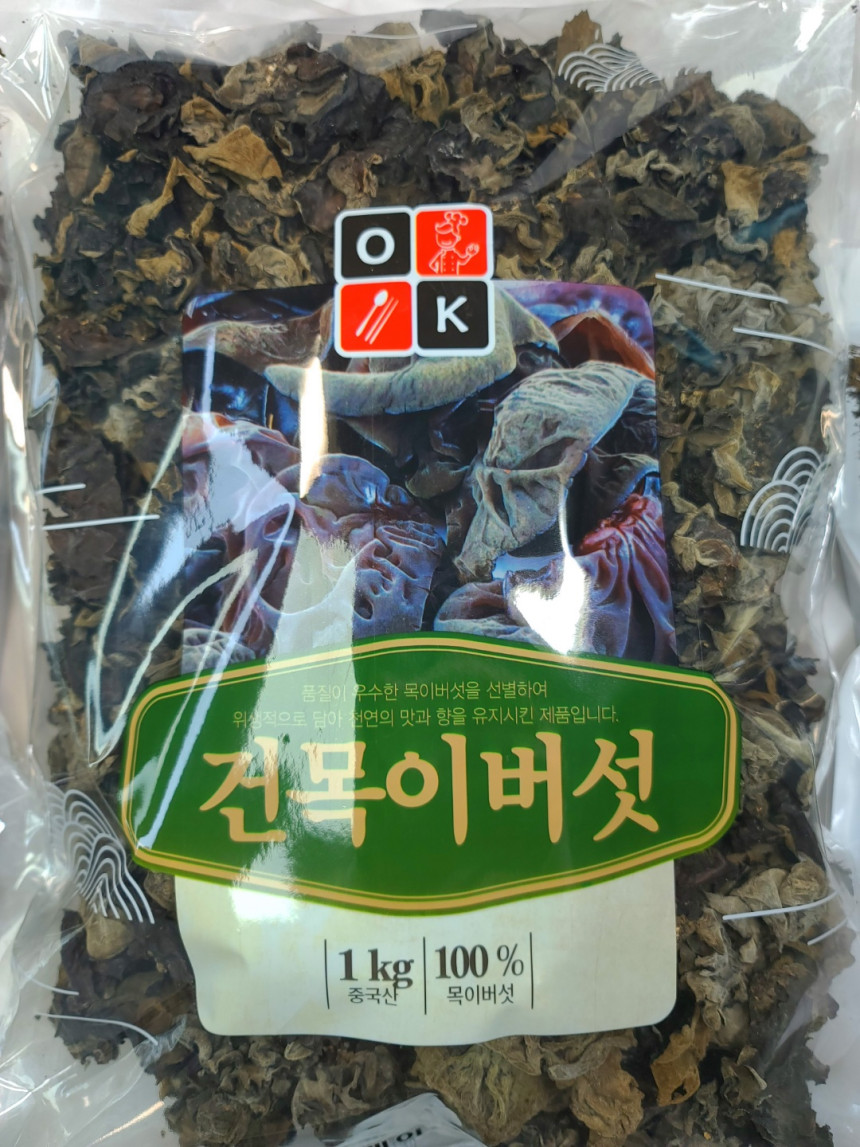 O
K
품질이 우수한 목이버섯을 선별하여
위생적으로 담아 천연의 맛과 향을 유지시킨 제품입니다.
건목이버섯
1 kg 100 %
중국산 목이버섯